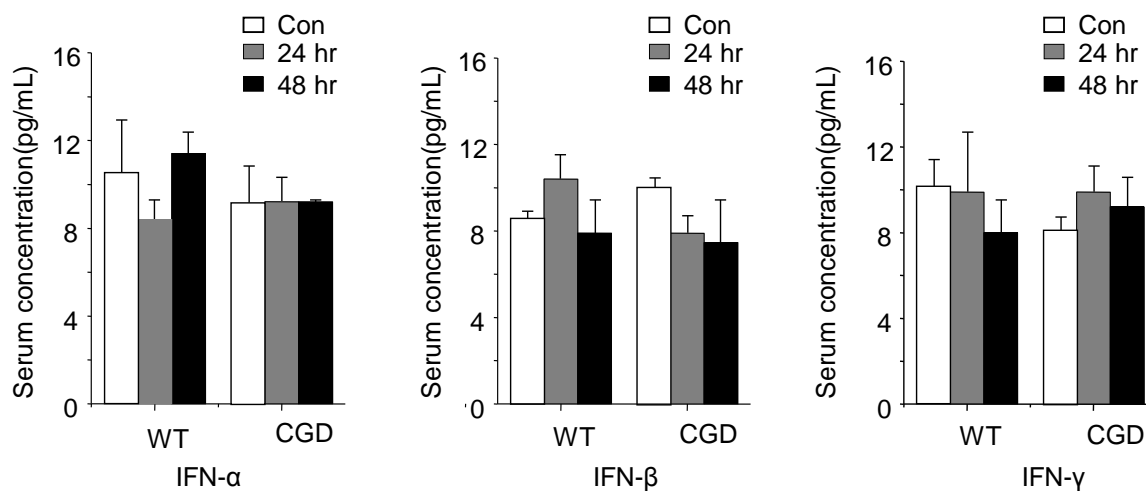 Con
24 hr
48 hr
Serum concentration(pg/mL)
16
12
8
4
0
WT
CGD
IFN-α
Con
24 hr
48 hr
Serum concentration(pg/mL)
16
12
8
4
0
WT
CGD
IFN-β
Con
24 hr
48 hr
Serum concentration(pg/mL)
16
12
8
4
0
WT
CGD
IFN-γ